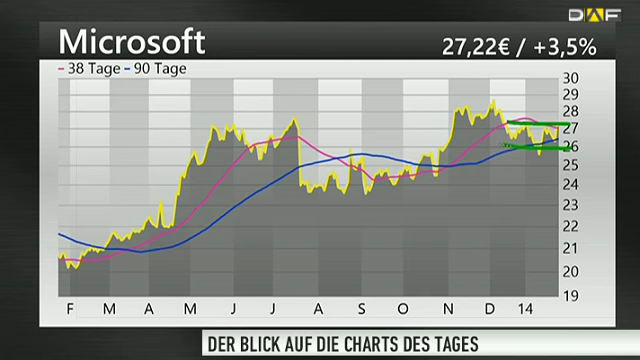 DAF
Microsoft
27,22€ / +3,5%
38 Tage 90 Tage
30
29
28
27
26
25
24
23
22
21
20
19
F M A M J J A S O N D 14
DER BLICK AUF DIE CHARTS DES TAGES